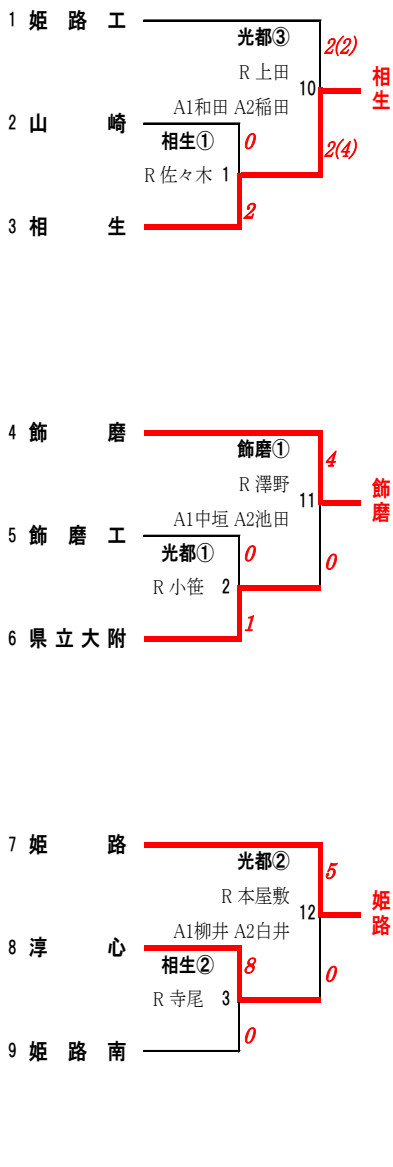 1 姫路工
光都③
2(2)
R 上田
10
相生
A1和田 A2稲田
2 山崎
相生①
0
2(4)
R 佐々木 1
2
3 相生
4 飾磨
飾磨①
4
R 澤野
11
飾磨
A1中垣 A2池田
5 飾磨工
光都①
0
0
R 小笹 2
1
6 県立大附
7 姫路
光都②
5
R 本屋敷
12
姫路
A1柳井 A2白井
8 淳心
相生②
8
0
R 寺尾 3
0
9 姫路南